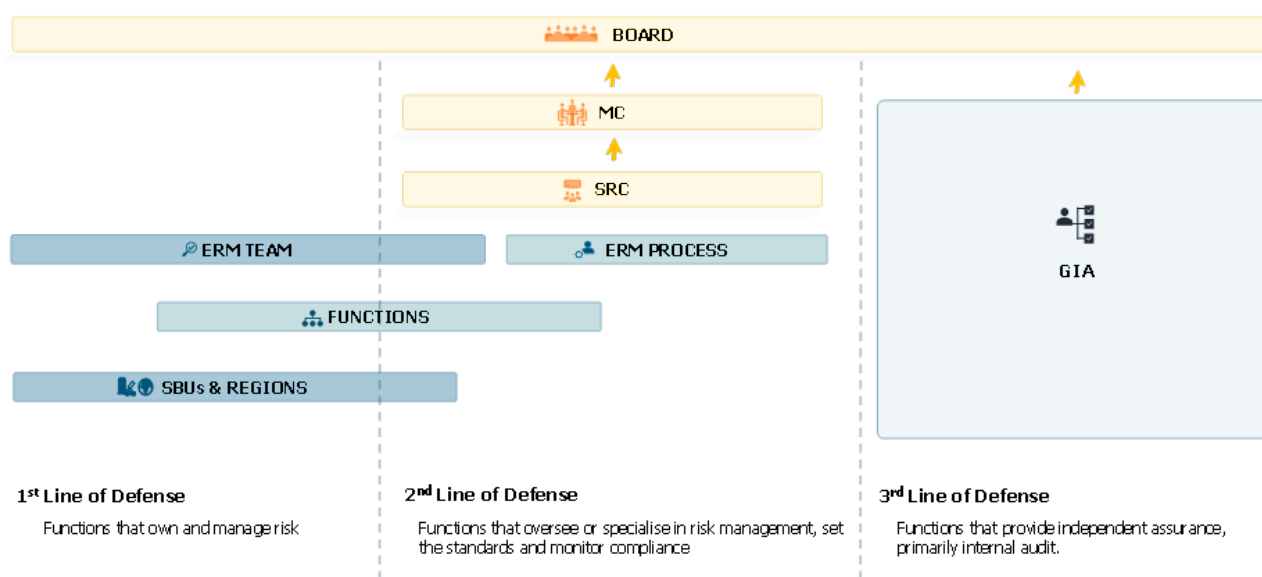 BOARD
MC
SRC
ERM TEAM
ERM PROCESS
GIA
FUNCTIONS
SBUs & REGIONS
1st Line of Defense
Functions that own and manage risk
2nd Line of Defense
Functions that oversee or specialise in risk management, set
the standards and monitor compliance
3rd Line of Defense
Functions that provide independent assurance,
primarily internal audit.